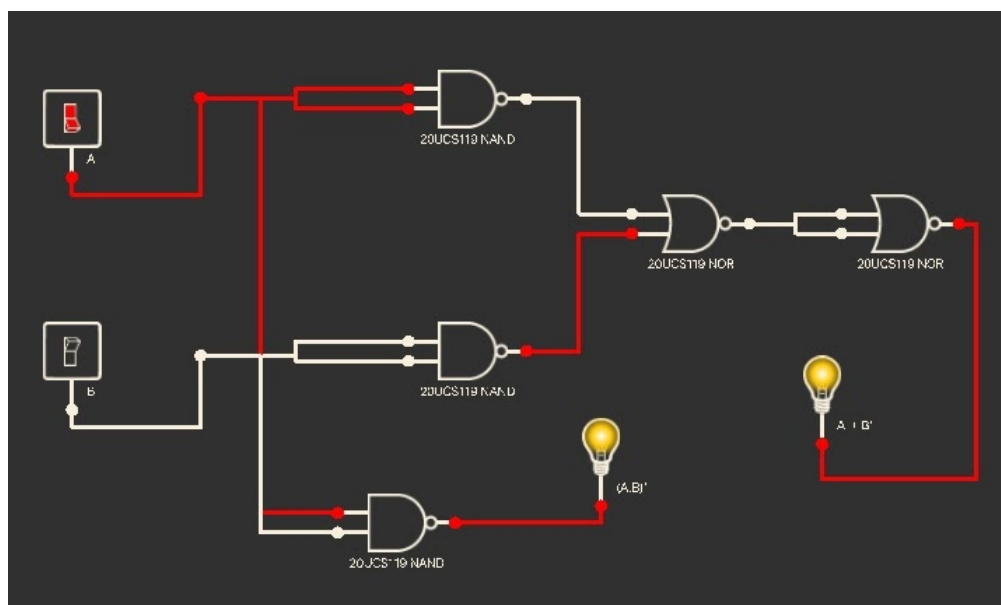 20UCS119 NAND
A
20UCS119 NOR
20UCS119 NOR
20UCS119 NAND
B
A + B'
(A.B)'
20UCS119 NAND